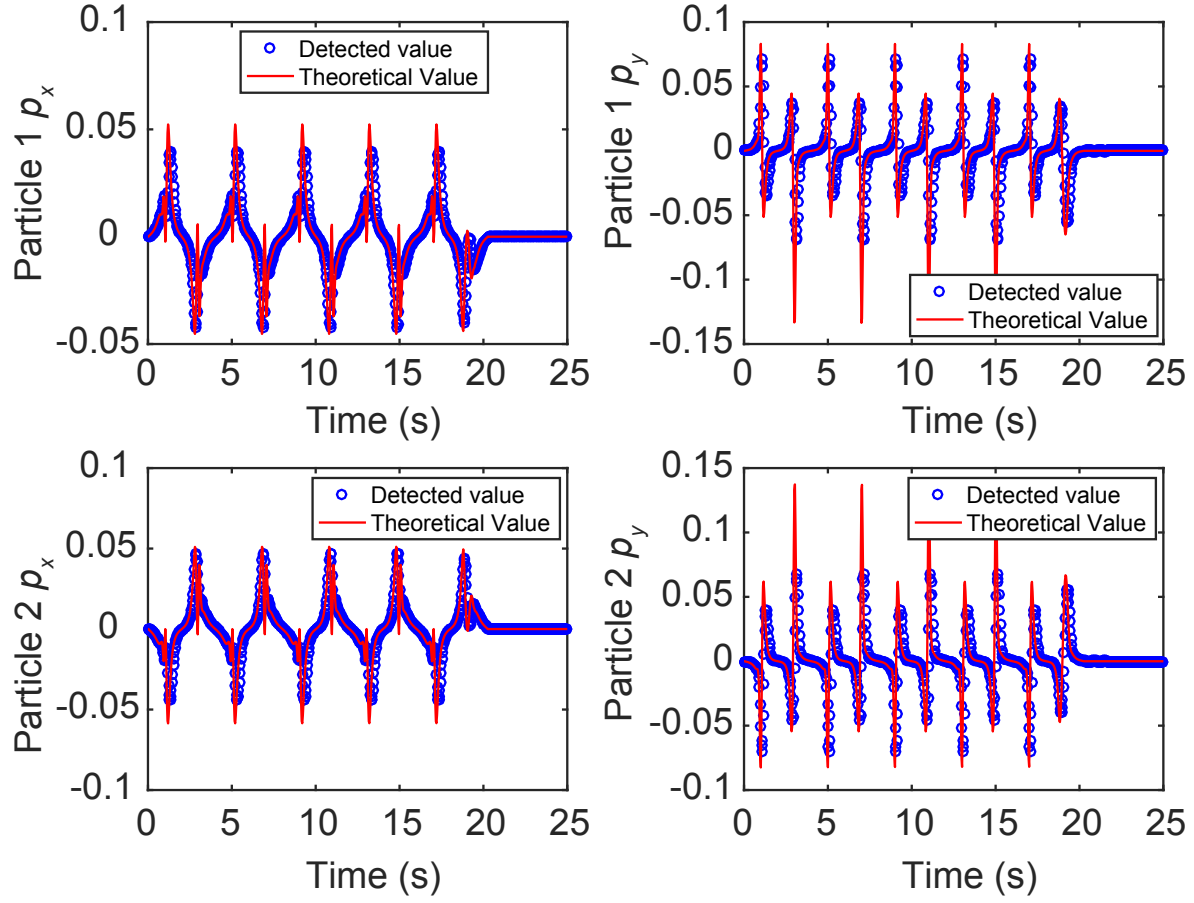 0.1
0.05
0
-0.05
0 5 10 15 20 25
Particle 1 px
Time (s)
Detected value
Theoretical Value
0.1
0.05
0
-0.05
-0.1
-0.15
0 5 10 15 20 25
Particle 1 py
Time (s)
Detected value
Theoretical Value
0.1
0.05
0
-0.05
-0.1
0 5 10 15 20 25
Particle 2 px
Time (s)
Detected value
Theoretical Value
0.15
0.1
0.05
0
-0.05
-0.1
0 5 10 15 20 25
Particle 2 py
Time (s)
Detected value
Theoretical Value